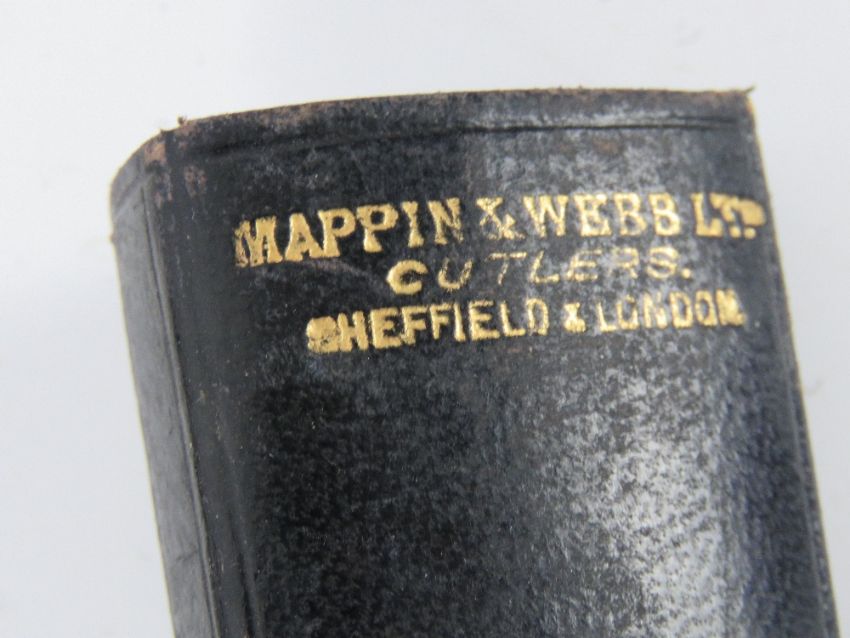 MAPPIN & WEBB LTD
CUTLERS.
SHEFFIELD & LONDON